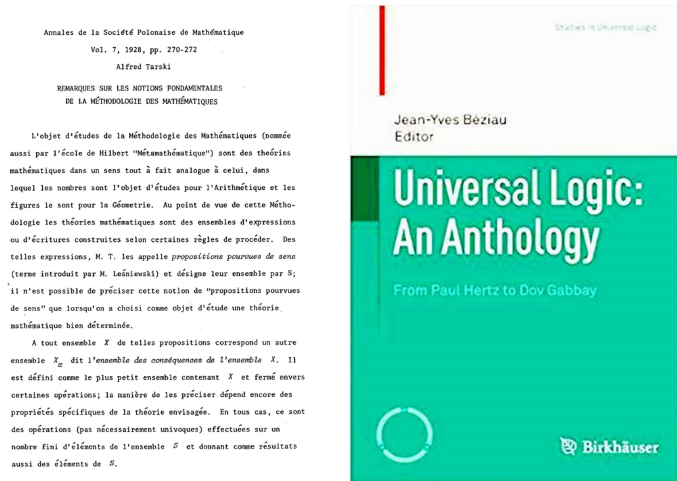 Annales de la Société Polonaise de Mathématique
Vol. 7, 1928, pp. 270-272
Alfred Tarski
REMARQUES SUR LES NOTIONS FONDAMENTALES
DE LA MÉTHODOLOGIE DES MATHÉMATIQUES
L'objet d'études de la Méthodologie des Mathématiques (nommée
aussi par l'école de Hilbert "Métamathématique") sont des theóries
mathématiques dans un sens tout à fait analogue à celui, dans
lequel les nombres sont l'objet d'études pour l'Arithmétique et les
figures le sont pour la Géometrie. Au point de vue de cette Métho-
dologie les théories mathématiques sont des ensembles d'expressions
ou d'écritures construites selon certaines règles de procéder. Des
telles expressions, M. T. les appelle propositions pourvues de sens
(terme introduit par M. Leśniewski) et désigne leur ensemble par S;
il n'est possible de préciser cette notion de "propositions pourvues
de sens" que lorsqu'on a choisi comme objet d'étude une théorie
mathématique bien déterminée.
A tout ensemble X de telles propositions correspond un autre
ensemble Xₓ dit l'ensemble des conséquences de l'ensemble X. Il
est défini comme le plus petit ensemble contenant X et fermé envers
certaines opérations; la manière de les préciser dépend encore des
propriétés spécifiques de la théorie envisagée. En tous cas, ce sont
des opérations (pas nécessairement univoques) effectuées sur un
nombre fini d'éléments de l'ensemble S et donnant comme résultats
aussi des éléments de S.
Studies in Universal Logic
Jean-Yves Béziau
Editor
Universal Logic:
An Anthology
From Paul Hertz to Dov Gabbay
Birkhäuser